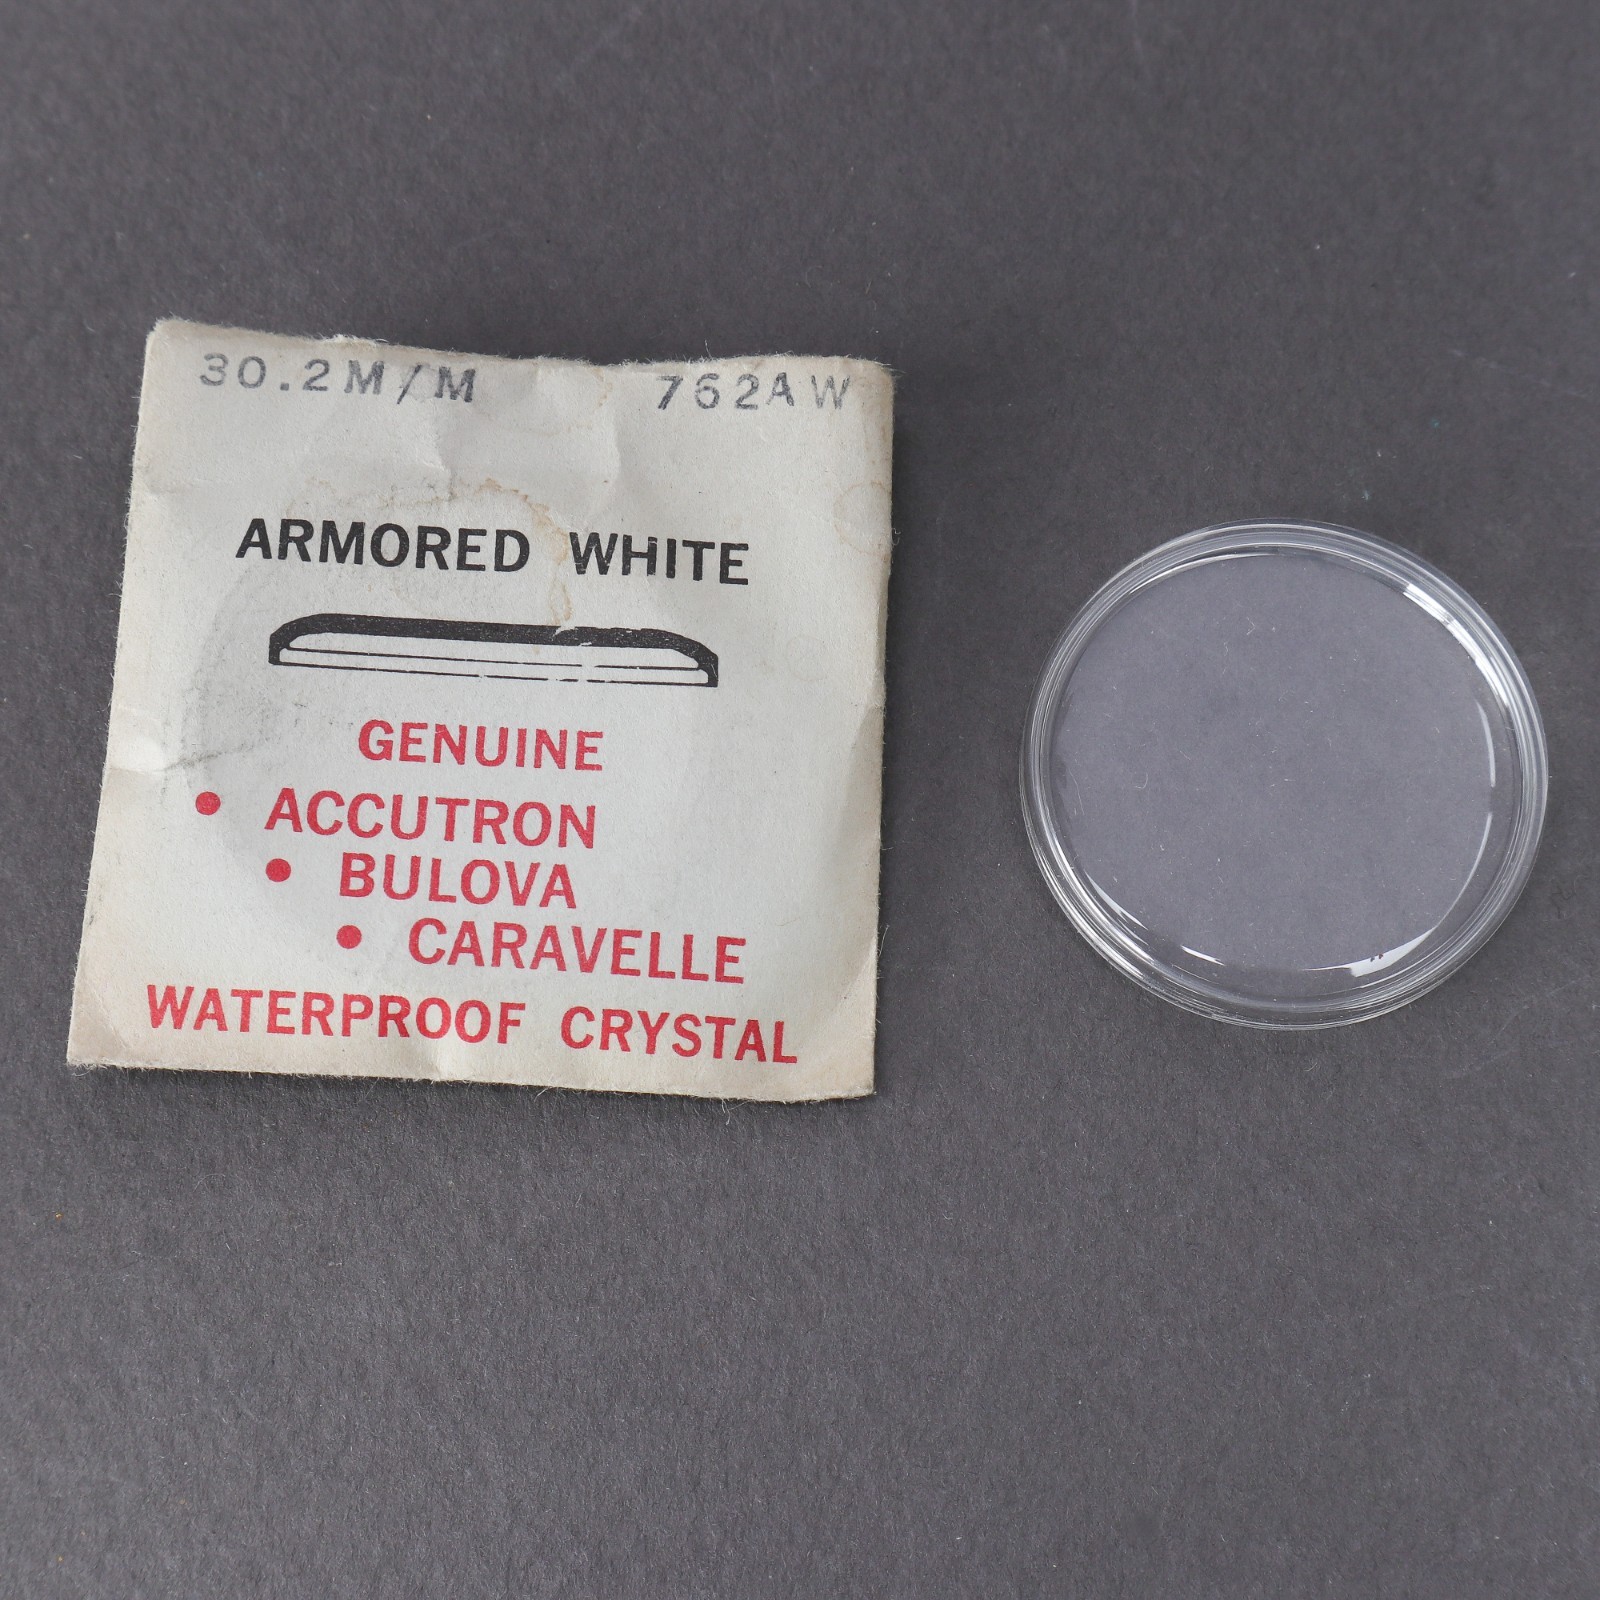 30.2M/M 762AW
ARMORED WHITE
GENUINE
• ACCUTRON
• BULOVA
• CARAVELLE
WATERPROOF CRYSTAL